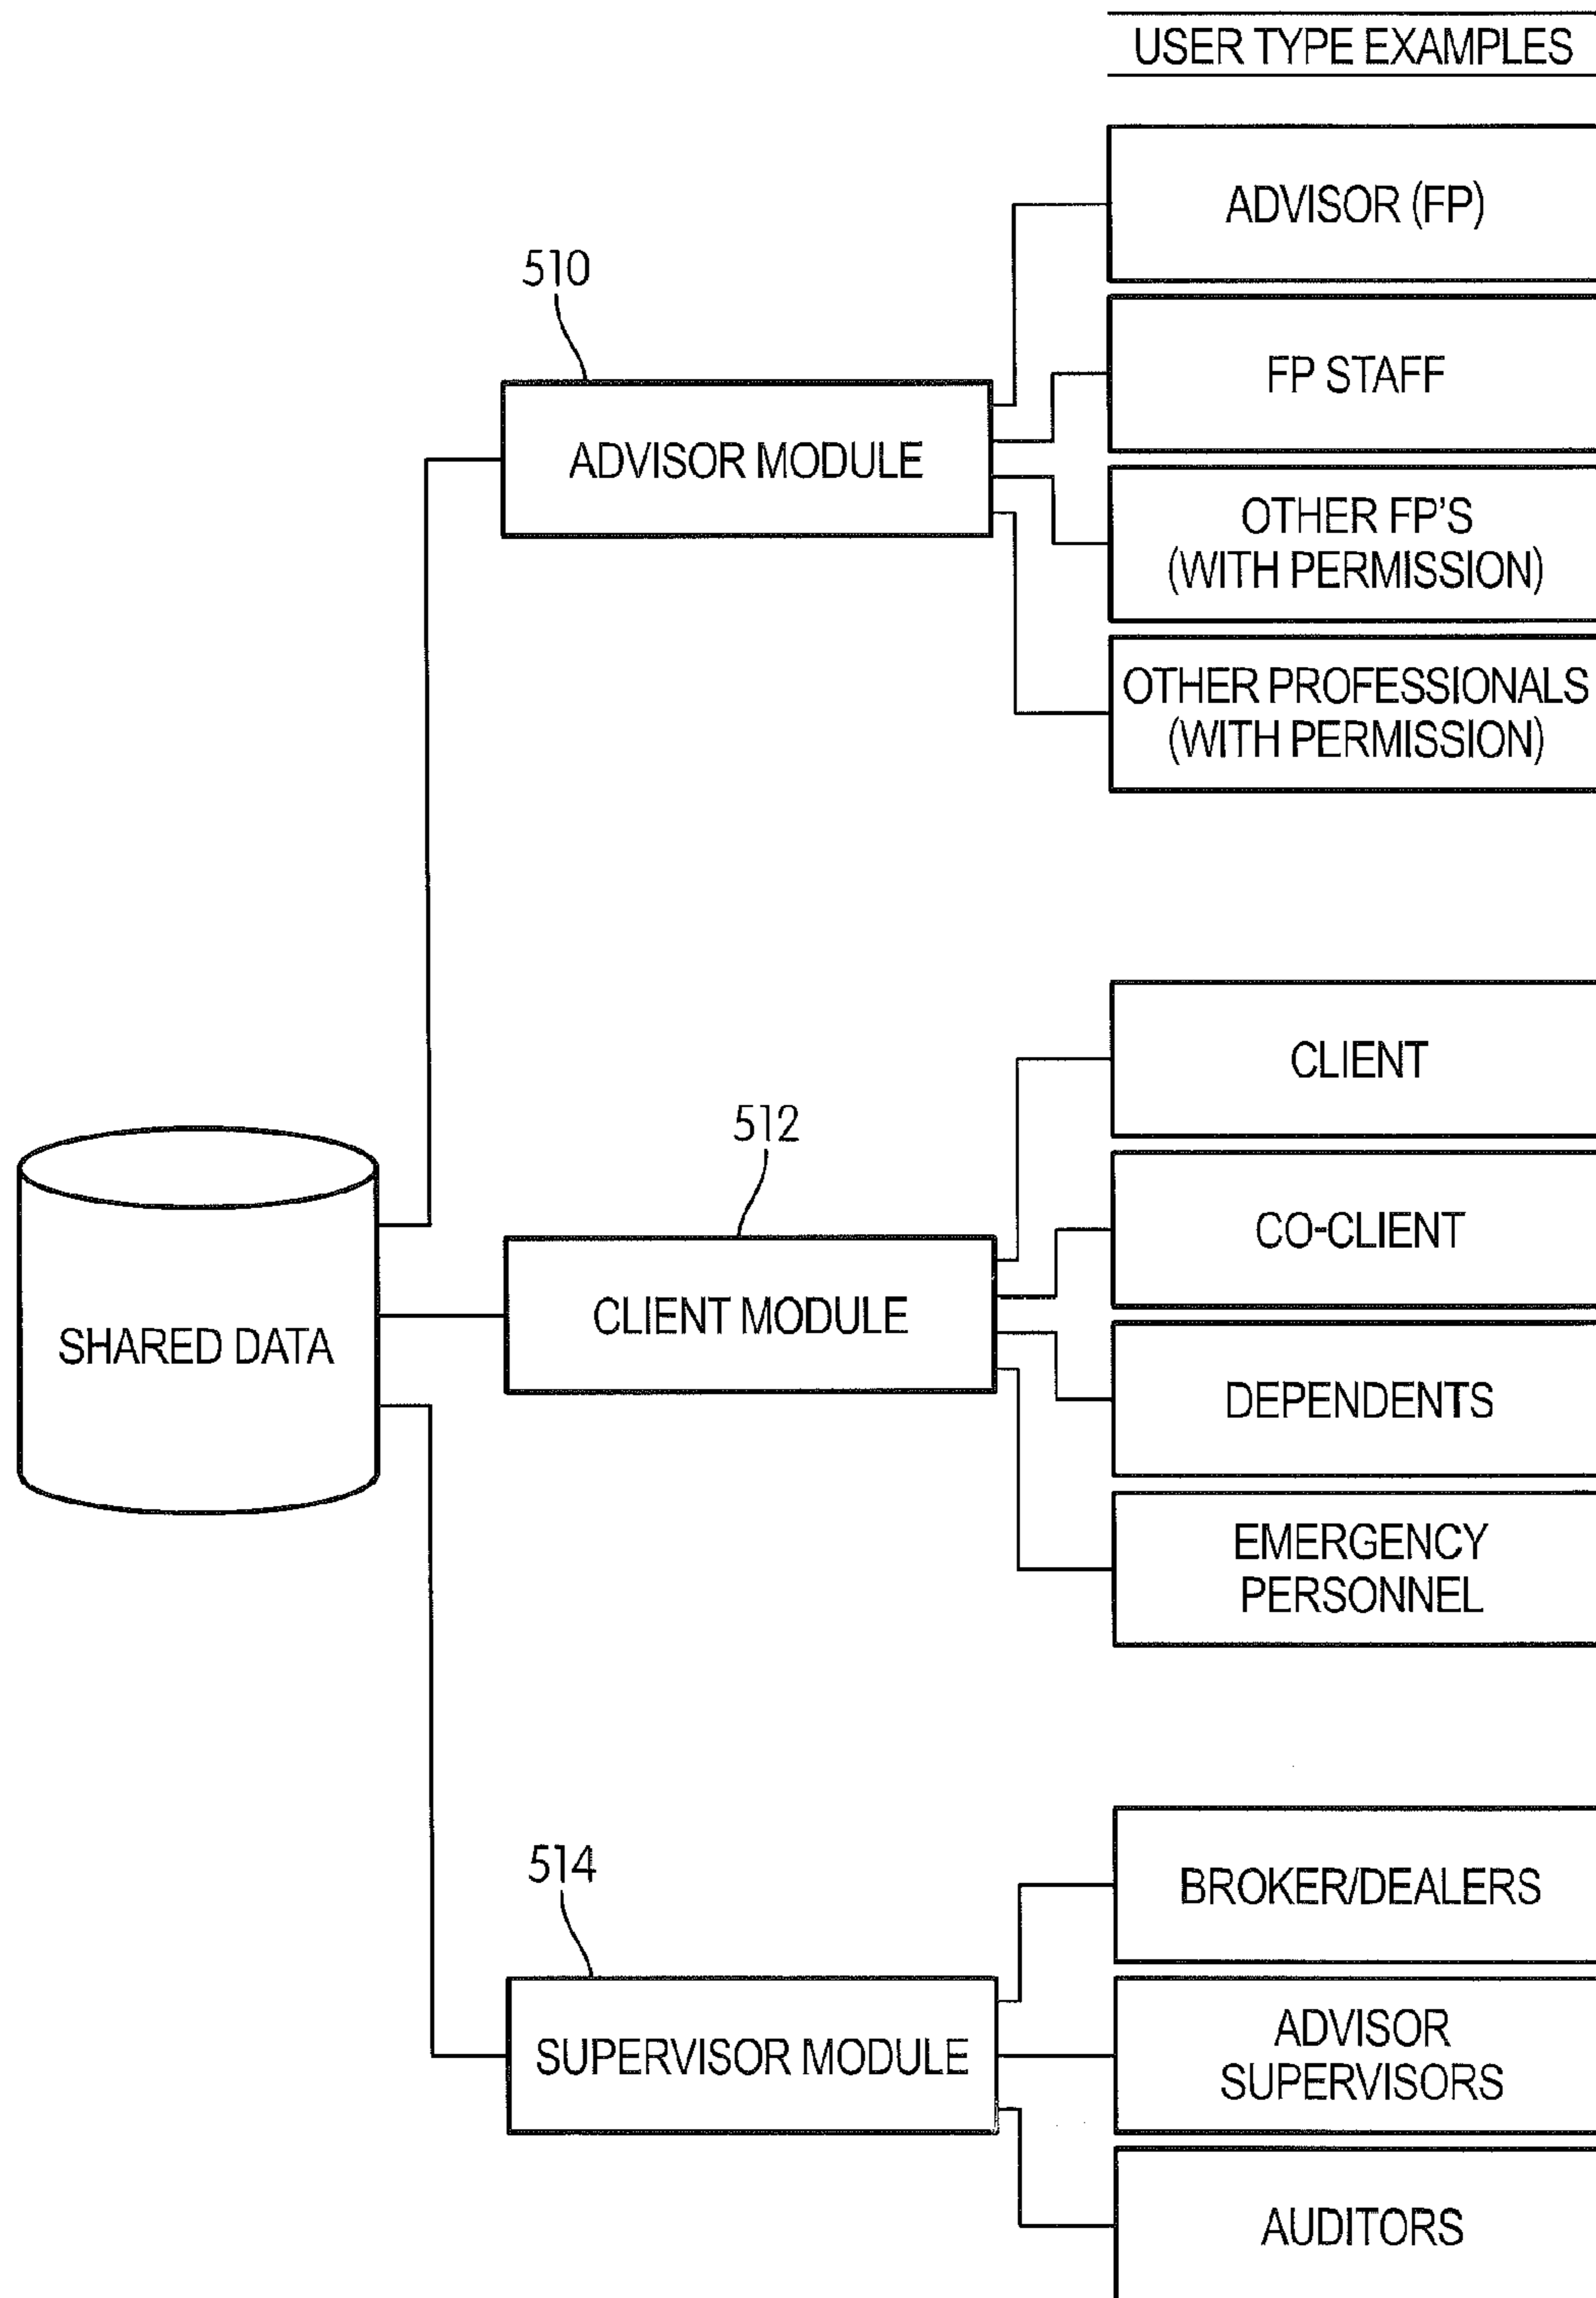 USER TYPE EXAMPLES
ADVISOR (FP)
510
FP STAFF
ADVISOR MODULE
OTHER FP'S
(WITH PERMISSION)
OTHER PROFESSIONALS
(WITH PERMISSION)
CLIENT
512
CO-CLIENT
CLIENT MODULE
SHARED DATA
DEPENDENTS
EMERGENCY
PERSONNEL
BROKER/DEALERS
514
ADVISOR
SUPERVISORS
SUPERVISOR MODULE
AUDITORS